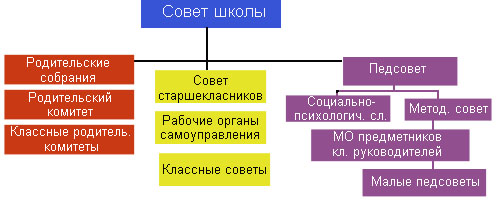 Совет школы
Родительские
собрания
Родительский
комитет
Классные родитель.
комитеты
Совет
старшекласников
Рабочие органы
самоуправления
Классные советы
Педсовет
Социально-
психологич. сл.
Метод. совет
МО предметников
кл. руководителей
Малые педсоветы